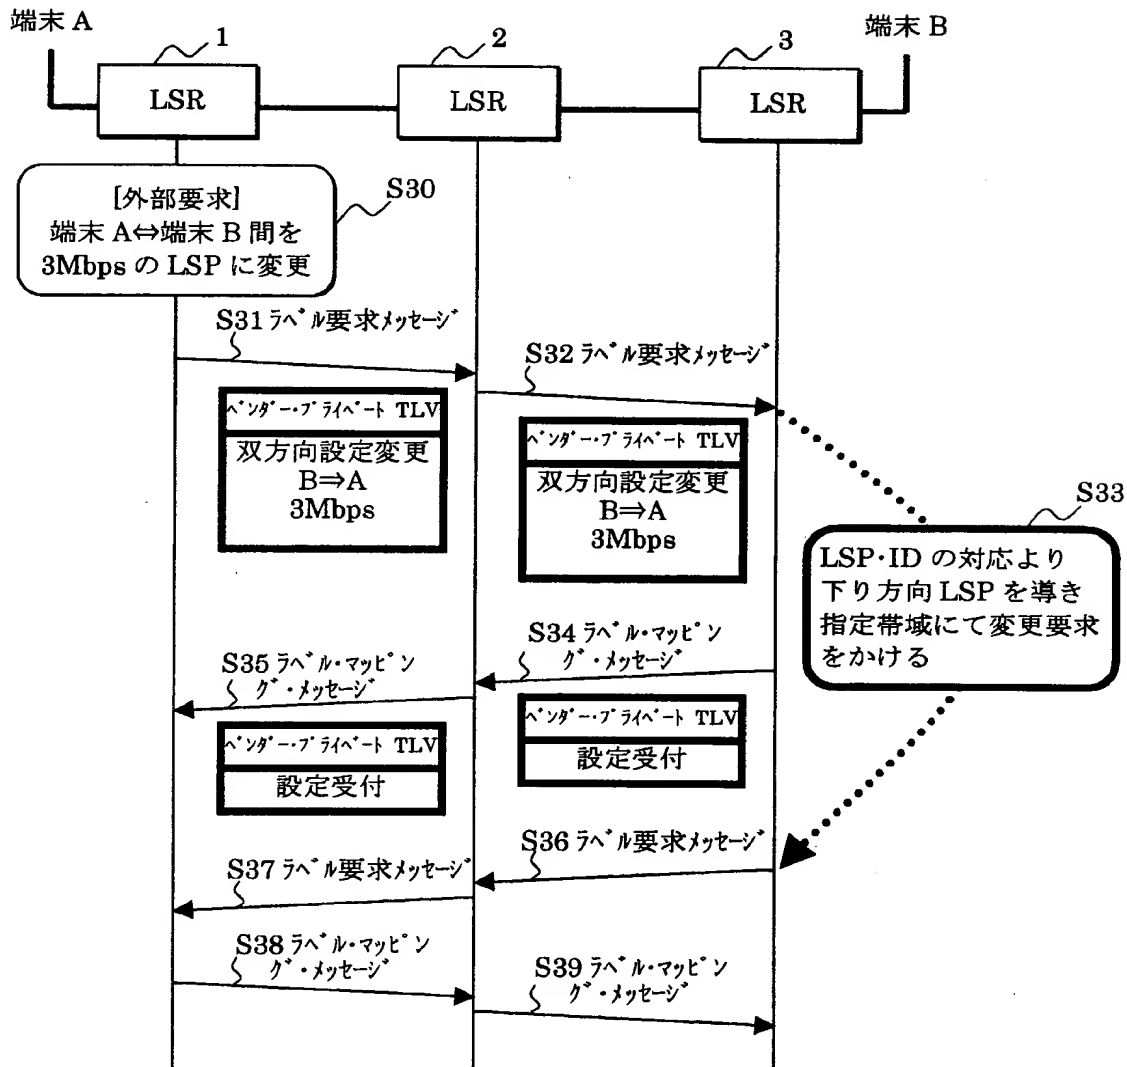 端末 A
1
2
3
端末 B
LSR
LSR
LSR
[外部要求]
端末 A⇔端末 B 間を
3Mbps の LSP に変更
S30
S31 ﾗﾍﾞﾙ要求ﾒｯｾｰｼﾞ
S32 ﾗﾍﾞﾙ要求ﾒｯｾｰｼﾞ
ﾍﾞﾝﾀﾞｰ･ﾌﾟﾗｲﾍﾞｰﾄ TLV
双方向設定変更
B⇒A
3Mbps
ﾍﾞﾝﾀﾞｰ･ﾌﾟﾗｲﾍﾞｰﾄ TLV
双方向設定変更
B⇒A
3Mbps
S33
LSP･ID の対応より
下り方向 LSP を導き
指定帯域にて変更要求
をかける
S34 ﾗﾍﾞﾙ･ﾏｯﾋﾟﾝ
ｸﾞ･ﾒｯｾｰｼﾞ
S35 ﾗﾍﾞﾙ･ﾏｯﾋﾟﾝ
ｸﾞ･ﾒｯｾｰｼﾞ
ﾍﾞﾝﾀﾞｰ･ﾌﾟﾗｲﾍﾞｰﾄ TLV
設定受付
ﾍﾞﾝﾀﾞｰ･ﾌﾟﾗｲﾍﾞｰﾄ TLV
設定受付
S36 ﾗﾍﾞﾙ要求ﾒｯｾｰｼﾞ
S37 ﾗﾍﾞﾙ要求ﾒｯｾｰｼﾞ
S38 ﾗﾍﾞﾙ･ﾏｯﾋﾟﾝ
ｸﾞ･ﾒｯｾｰｼﾞ
S39 ﾗﾍﾞﾙ･ﾏｯﾋﾟﾝ
ｸﾞ･ﾒｯｾｰｼﾞ